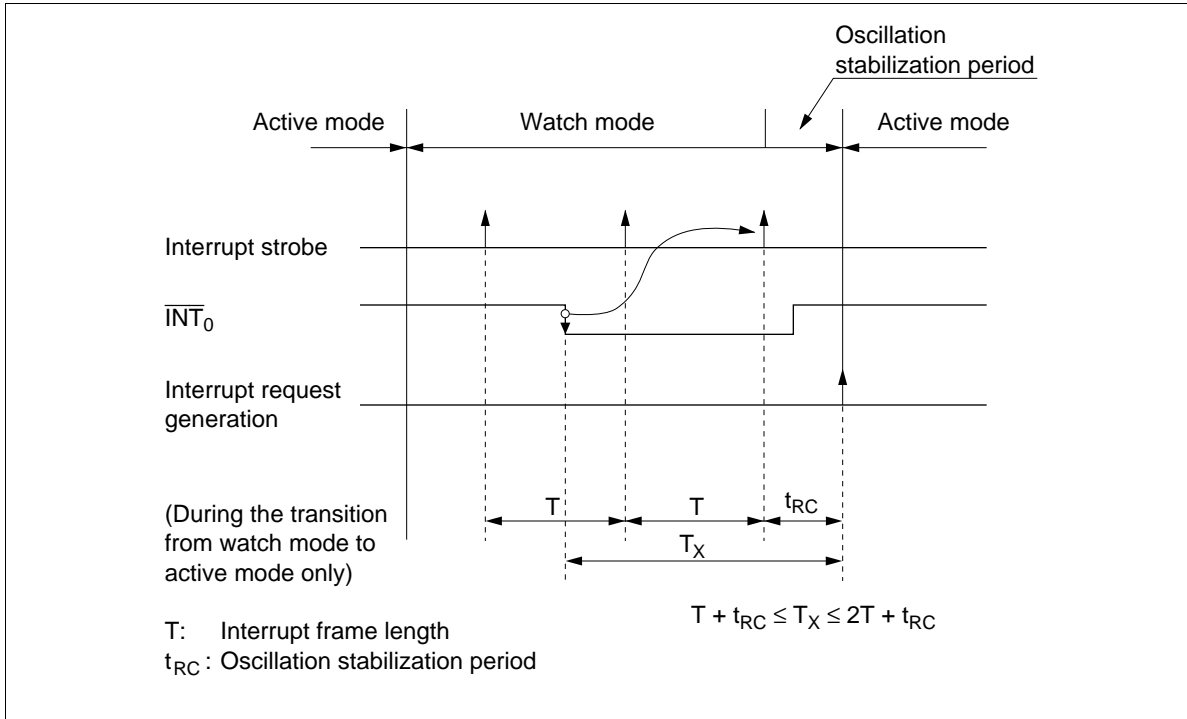 Oscillation
stabilization period
Active mode Watch mode Active mode
Interrupt strobe
INT0
Interrupt request
generation
(During the transition
from watch mode to
active mode only)
T T tRC
TX
T + tRC ≤ TX ≤ 2T + tRC
T: Interrupt frame length
tRC : Oscillation stabilization period